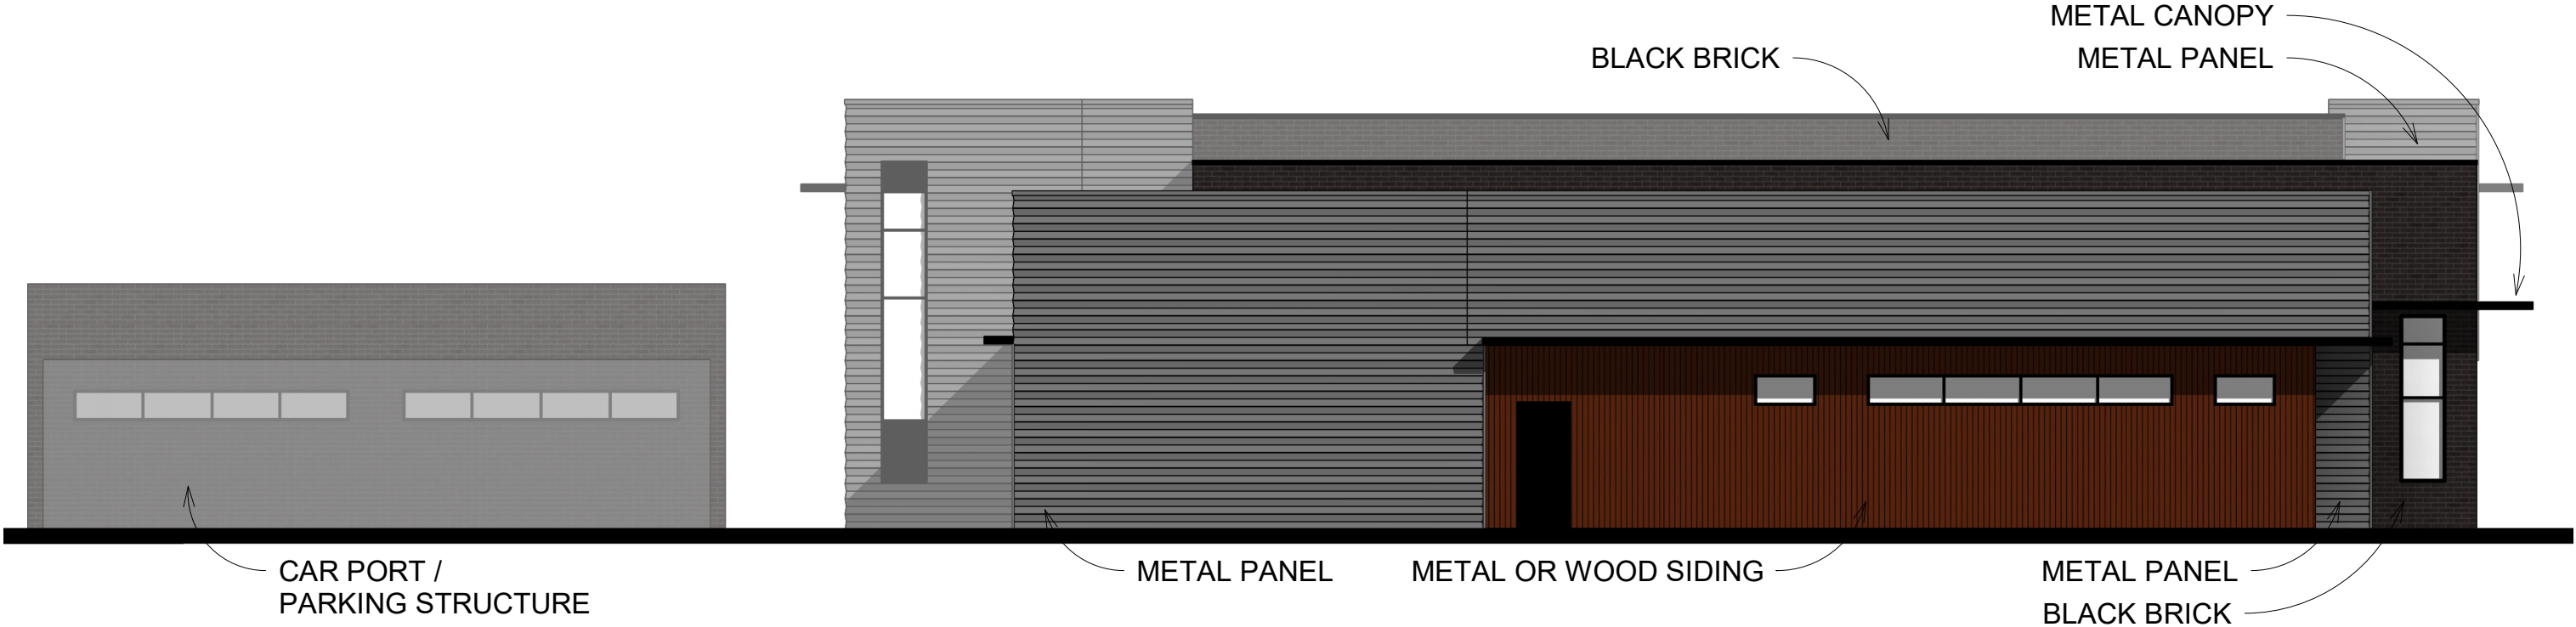 METAL CANOPY
BLACK BRICK
METAL PANEL
CAR PORT /
PARKING STRUCTURE
METAL PANEL
METAL OR WOOD SIDING
METAL PANEL
BLACK BRICK